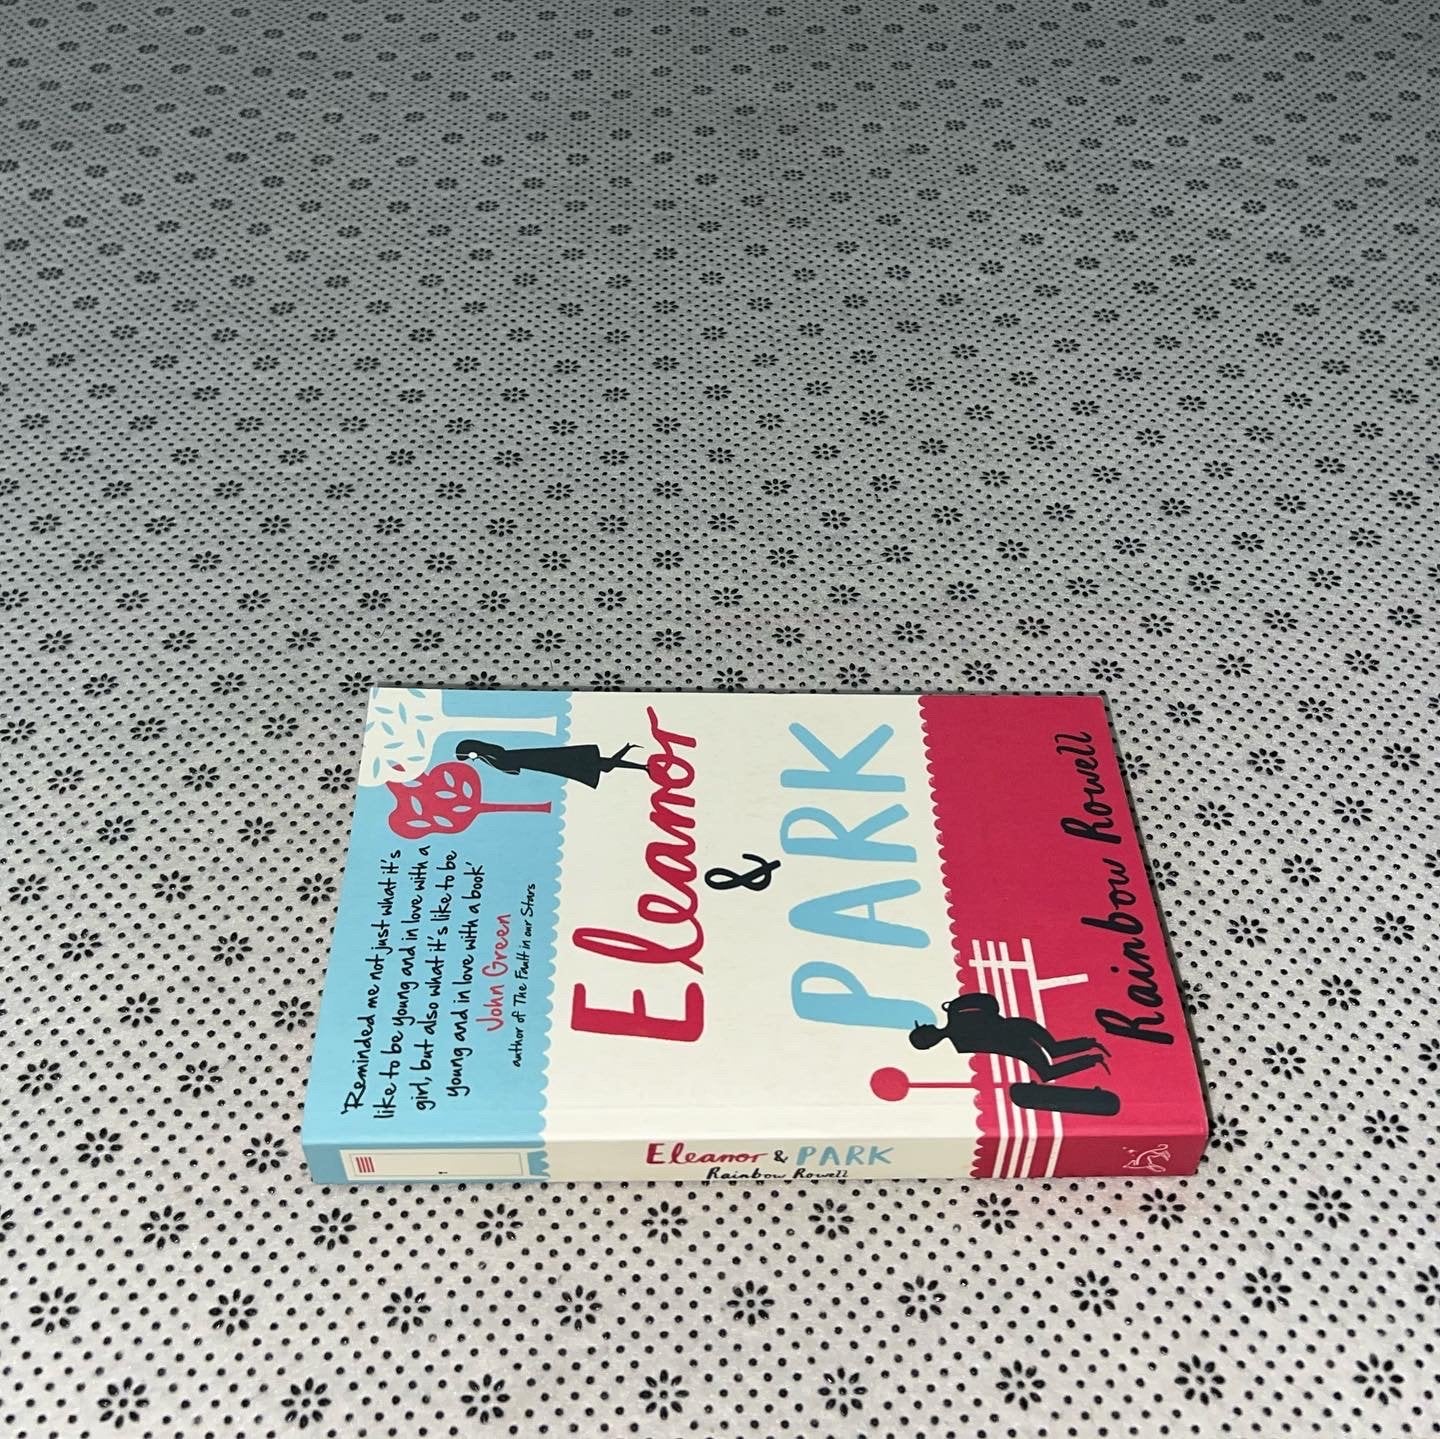 'Reminded me not just what it's
like to be young and in love with a
girl, but also what it's like to be
young and in love with a book'
John Green
author of The Fault in our Stars
Eleanor
&
PARK
Rainbow Rowell
Eleanor & PARK
Rainbow Rowell